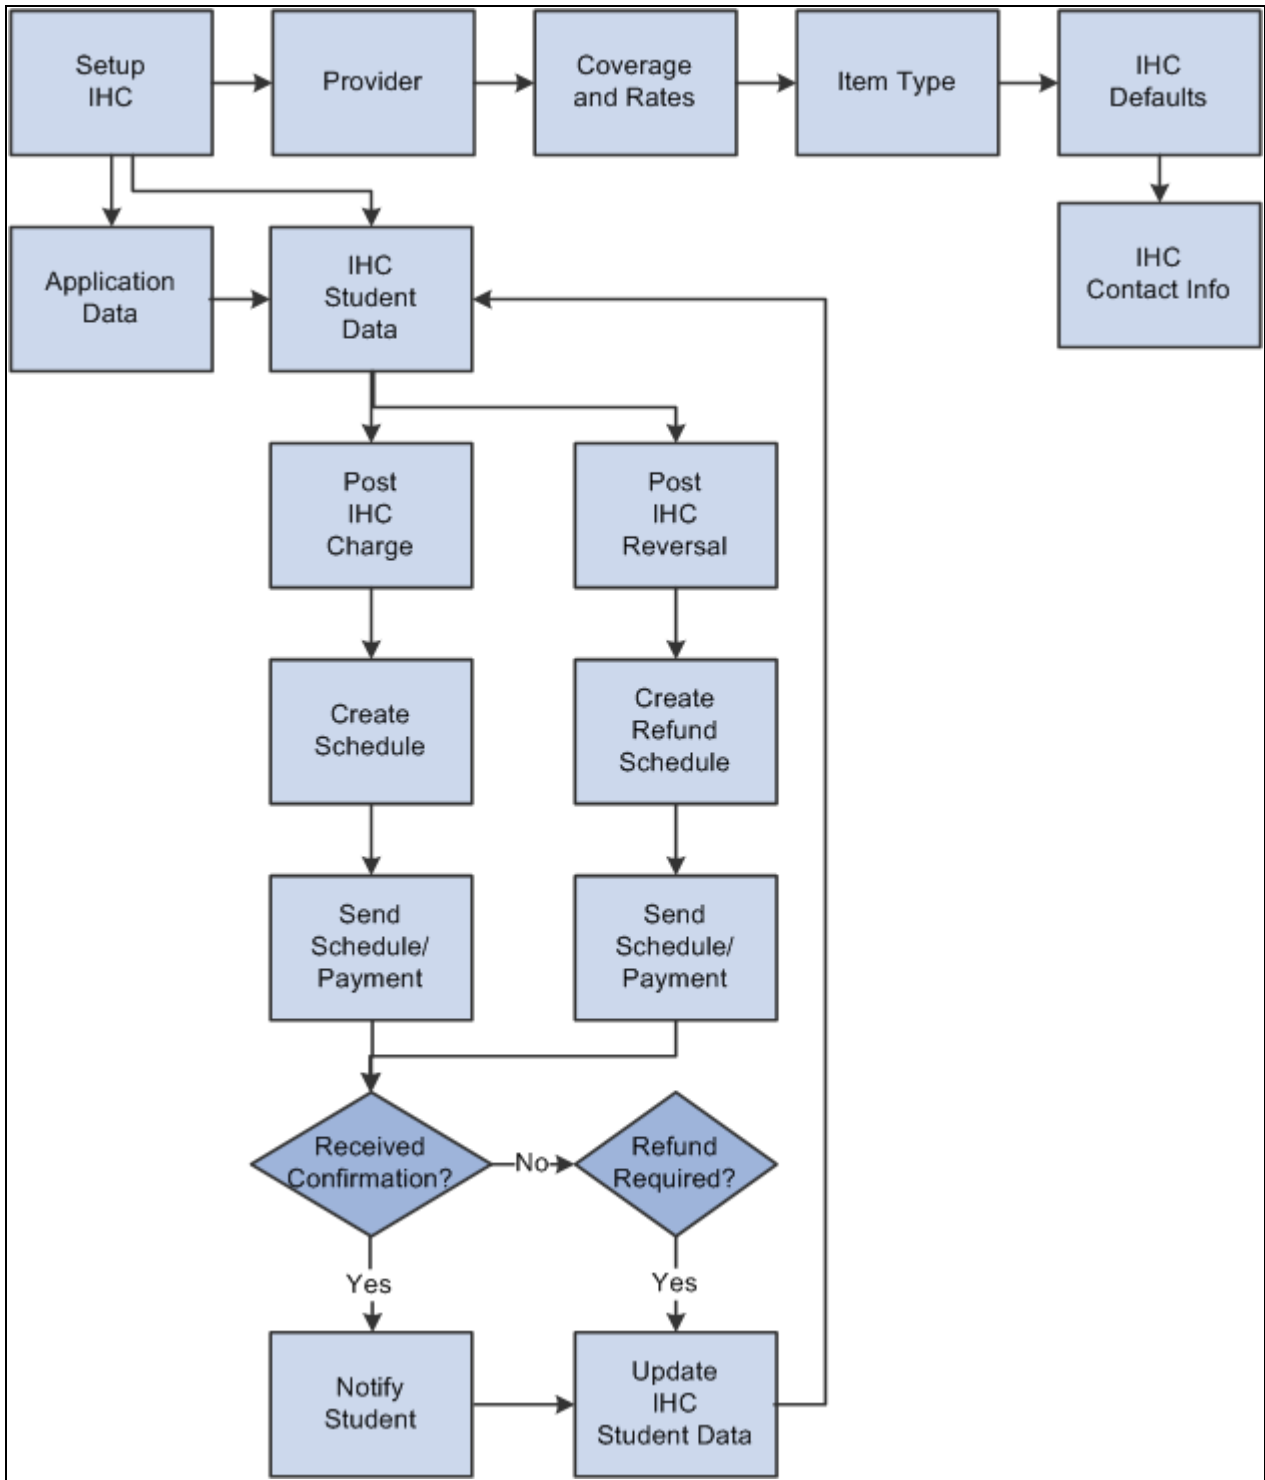 Setup
IHC
Provider
Coverage
and Rates
Item Type
IHC
Defaults
Application
Data
IHC
Student
Data
IHC
Contact Info
Post
IHC
Charge
Post
IHC
Reversal
Create
Schedule
Create
Refund
Schedule
Send
Schedule/
Payment
Send
Schedule/
Payment
Received
Confirmation?
No
Refund
Required?
Yes
Yes
Notify
Student
Update
IHC
Student Data